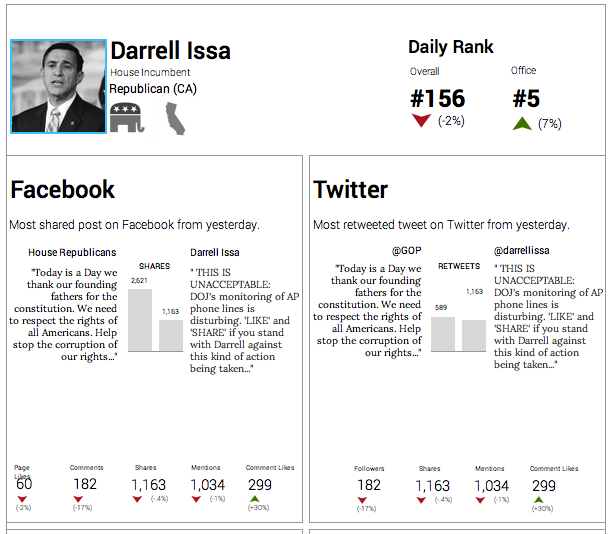 Darrell Issa
House Incumbent
Republican (CA)
Daily Rank
Overall
Office
#156
#5
(-2%)
(7%)
Facebook
Most shared post on Facebook from yesterday.
House Republicans
Darrell Issa
"Today is a Day we
thank our founding
fathers for the
constitution. We need
to respect the rights of
all Americans. Help
stop the corruption of
our rights..."
SHARES
2,621
1,163
" THIS IS
UNACCEPTABLE:
DOJ's monitoring of AP
phone lines is
disturbing. 'LIKE' and
'SHARE' if you stand
with Darrell against
this kind of action
being taken..."
Page
Likes
Comments
Shares
Mentions
Comment Likes
60
182
1,163
1,034
299
(-2%)
(-17%)
(-.4%)
(-1%)
(+30%)
Twitter
Most retweeted tweet on Twitter from yesterday.
@GOP
@darrellissa
"Today is a Day we
thank our founding
fathers for the
constitution. We need
to respect the rights of
all Americans. Help
stop the corruption of
our rights..."
RETWEETS
1,163
589
" THIS IS
UNACCEPTABLE:
DOJ's monitoring of AP
phone lines is
disturbing. 'LIKE' and
'SHARE' if you stand
with Darrell against
this kind of action
being taken..."
Followers
Shares
Mentions
Comment Likes
182
1,163
1,034
299
(-17%)
(-.4%)
(-1%)
(+30%)